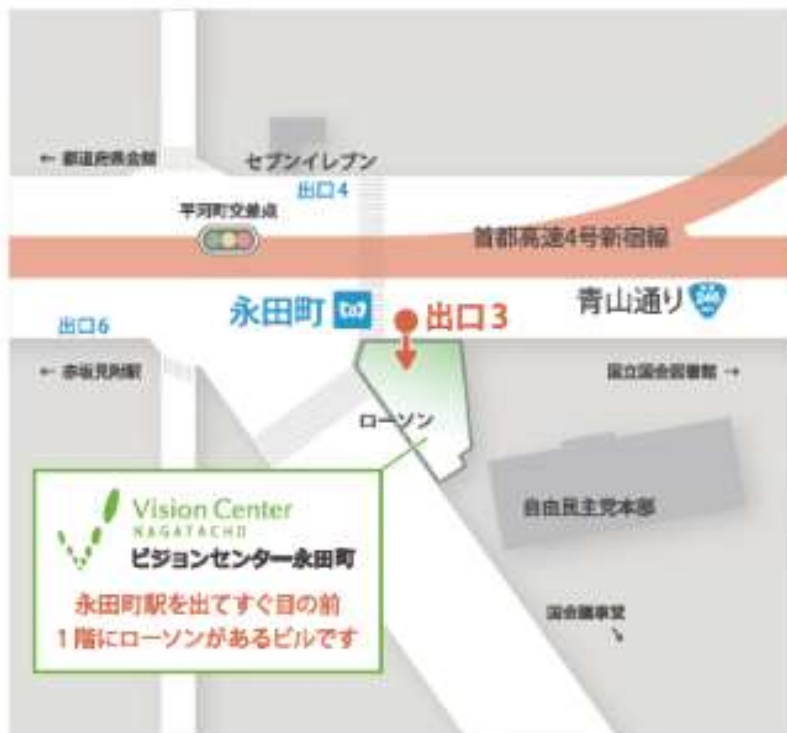 ← 都道府県会館
セブンイレブン
出口4
平河町交差点
首都高速4号新宿線
永田町
出口3
青山通り
246
出口6
← 赤坂見附駅
国立国会図書館 →
ローソン
自由民主党本部
Vision Center
NAGATACHO
ビジョンセンター永田町
永田町駅を出てすぐ目の前
1階にローソンがあるビルです
国会議事堂